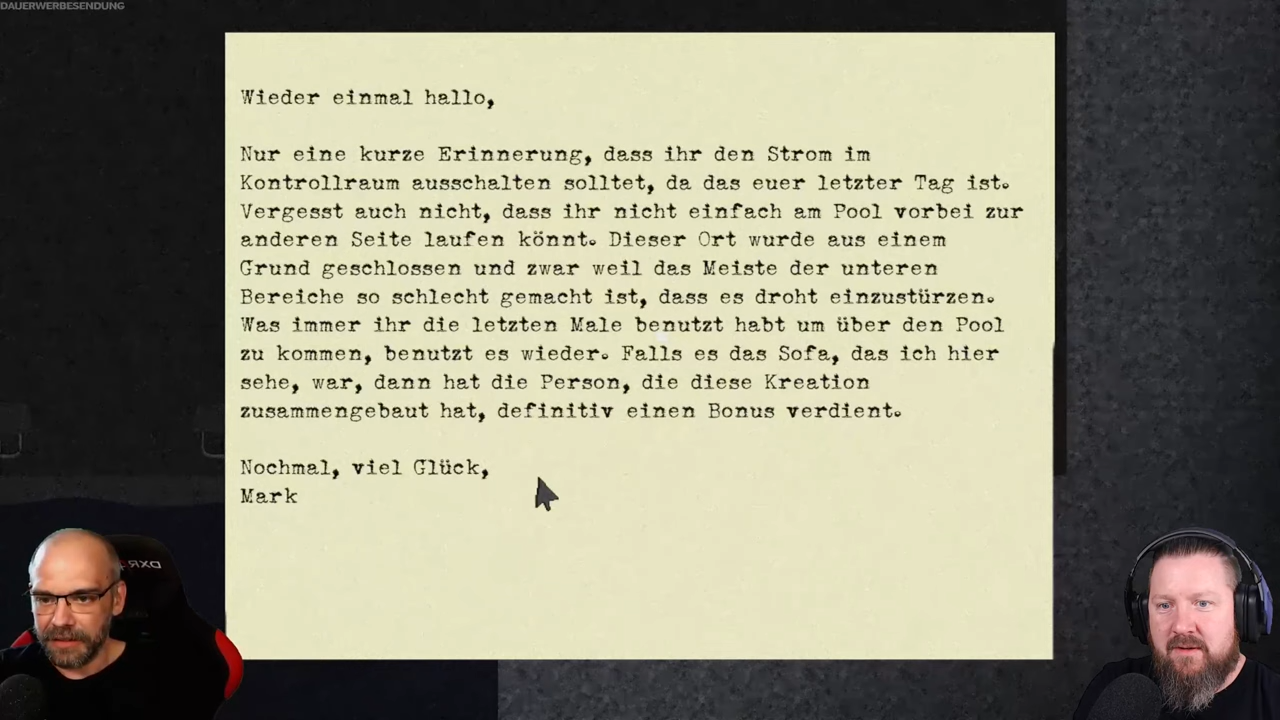 DAUERWERBESENDUNG
Wieder einmal hallo,
Nur eine kurze Erinnerung, dass ihr den Strom im
Kontrollraum ausschalten solltet, da das euer letzter Tag ist.
Vergesst auch nicht, dass ihr nicht einfach am Pool vorbei zur
anderen Seite laufen könnt. Dieser Ort wurde aus einem
Grund geschlossen und zwar weil das Meiste der unteren
Bereiche so schlecht gemacht ist, dass es droht einzustürzen.
Was immer ihr die letzten Male benutzt habt um über den Pool
zu kommen, benutzt es wieder. Falls es das Sofa, das ich hier
sehe, war, dann hat die Person, die diese Kreation
zusammengebaut hat, definitiv einen Bonus verdient.
Nochmal, viel Glück,
Mark